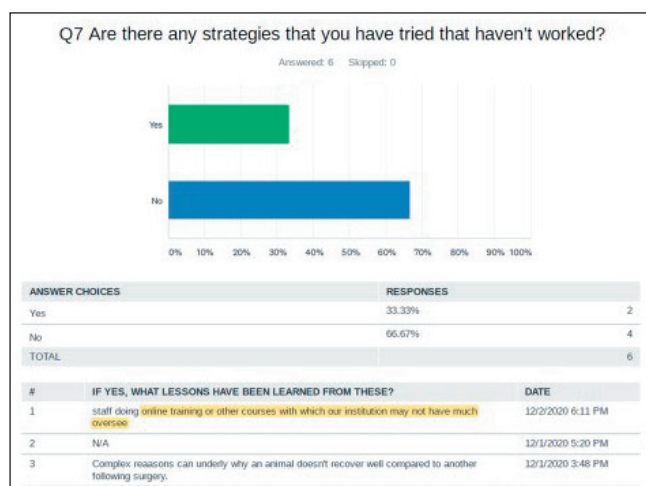 Q7 Are there any strategies that you have tried that haven't worked?
Answered: 6 Skipped: 0
Yes
No
0% 10% 20% 30% 40% 50% 60% 70% 80% 90% 100%
ANSWER CHOICES RESPONSES
Yes 33.33% 2
No 66.67% 4
TOTAL 6
# IF YES, WHAT LESSONS HAVE BEEN LEARNED FROM THESE? DATE
1 staff doing online training or other courses with which our institution may not have much 12/2/2020 6:11 PM
oversee
2 N/A 12/1/2020 5:20 PM
3 Complex reaasons can underly why an animal doesn't recover well compared to another 12/1/2020 3:48 PM
following surgery.